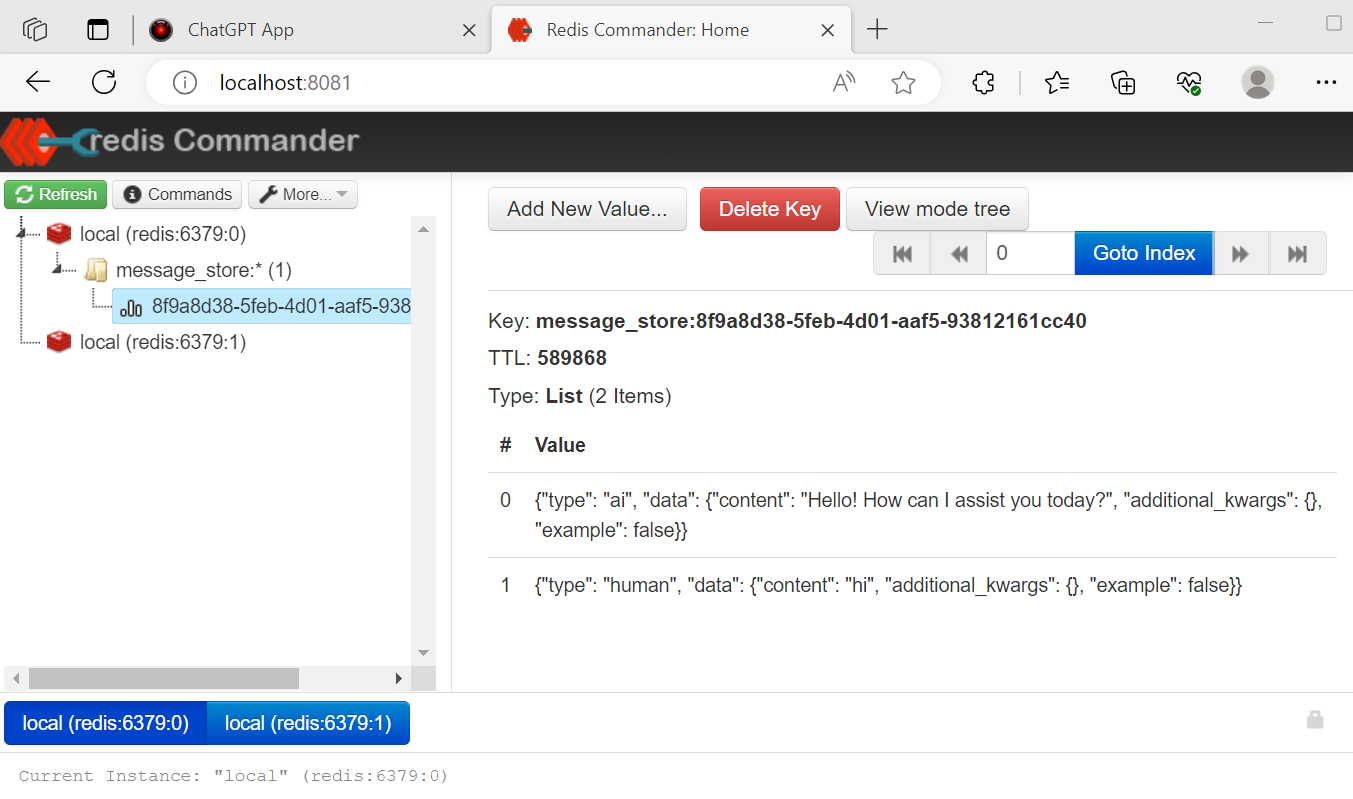 ChatGPT App
Redis Commander: Home
localhost:8081
redis Commander
Refresh
Commands
More...
local (redis:6379:0)
message_store:* (1)
8f9a8d38-5feb-4d01-aaf5-938
local (redis:6379:1)
Add New Value...
Delete Key
View mode tree
0
Goto Index
Key: message_store:8f9a8d38-5feb-4d01-aaf5-93812161cc40
TTL: 589868
Type: List (2 Items)
# Value
0 {"type": "ai", "data": {"content": "Hello! How can I assist you today?", "additional_kwargs": {},
"example": false}}
1 {"type": "human", "data": {"content": "hi", "additional_kwargs": {}, "example": false}}
local (redis:6379:0)
local (redis:6379:1)
Current Instance: "local" (redis:6379:0)